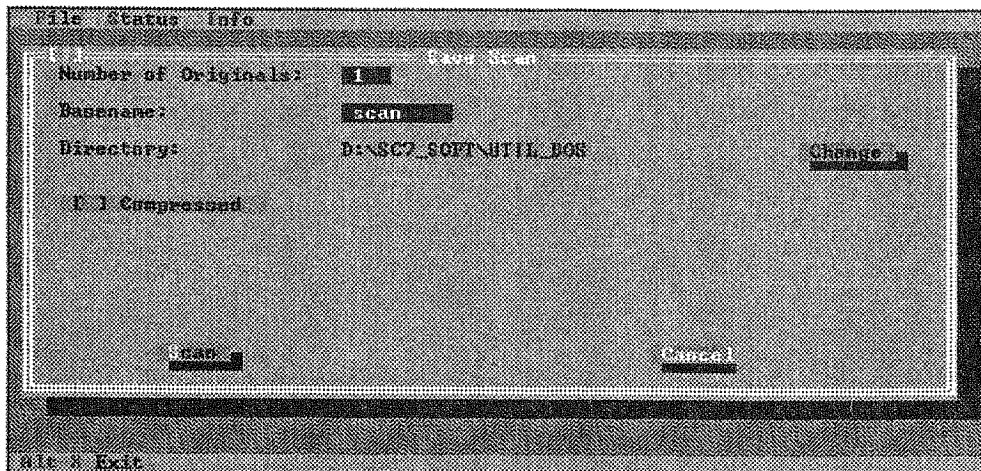 File Status Info
Save Scan
Number of Originals: 1
Basename: scan
Directory: D:\SC7_SOFT\UTIL_DOS Change
[ ] Compressed
Scan Cancel
Alt X Exit